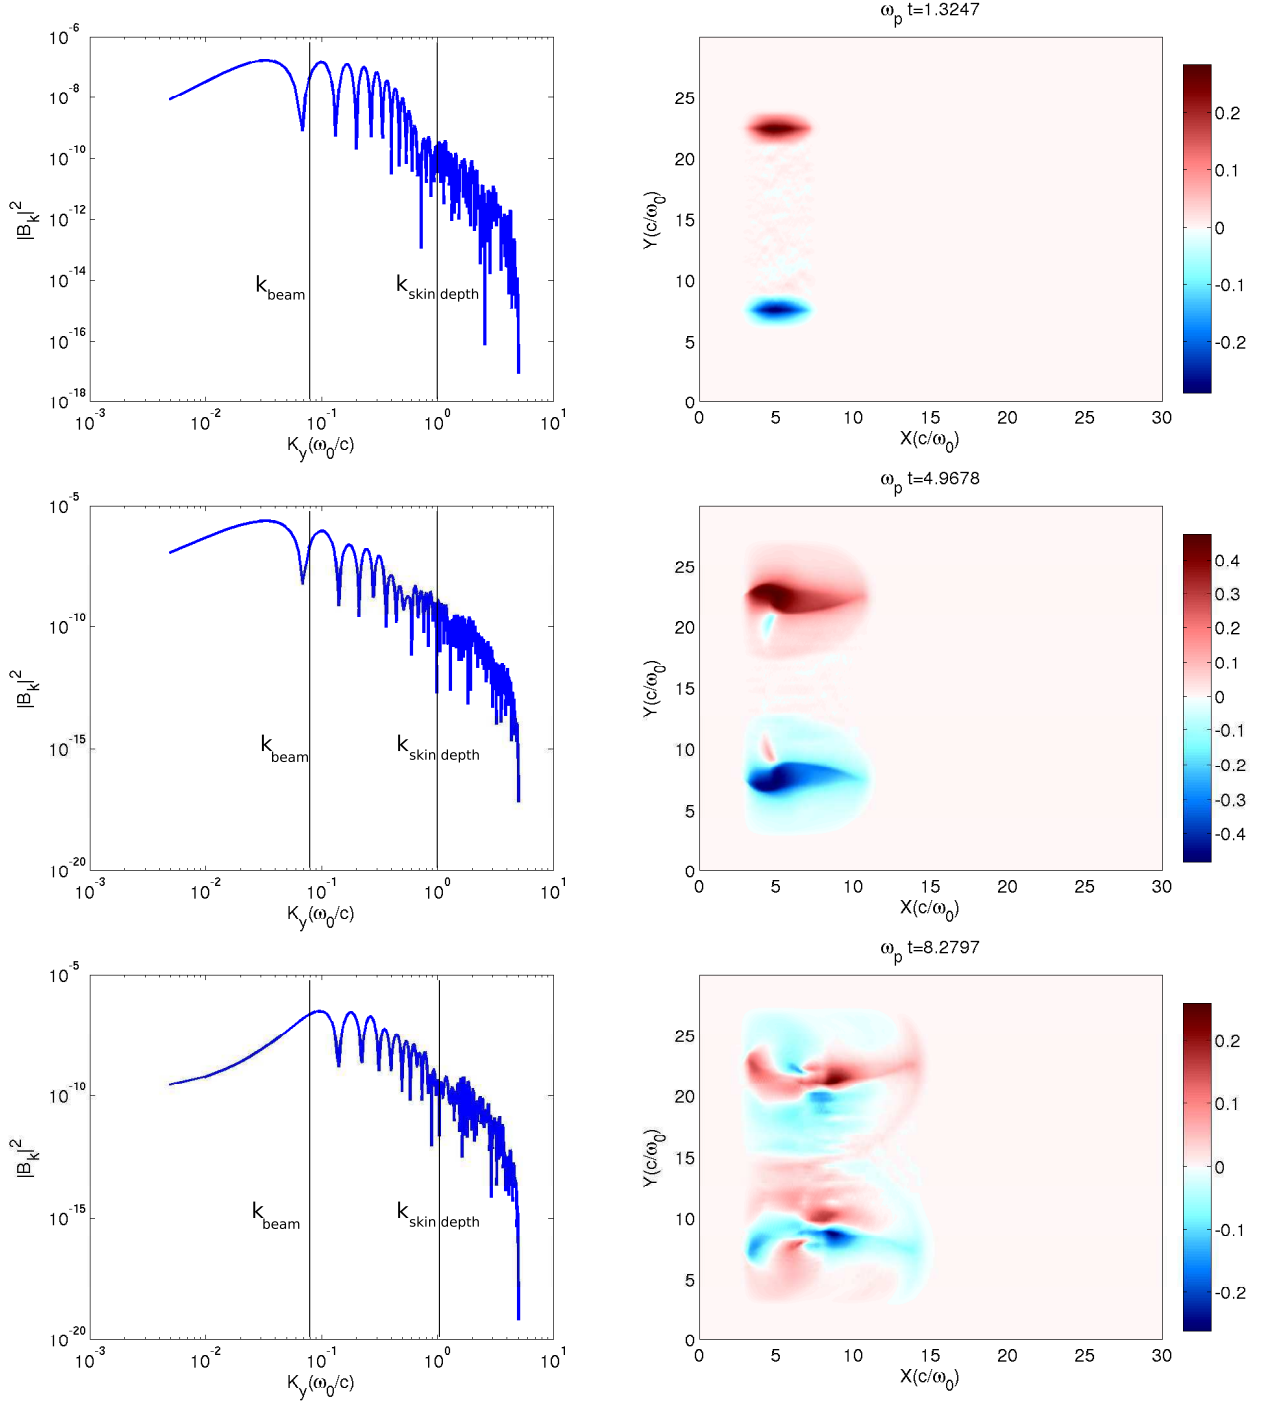 ω_p t=1.3247
10^-6
10^-8
10^-10
10^-12
10^-14
10^-16
10^-18
|B_k|^2
k_beam
k_skin depth
10^-3 10^-2 10^-1 10^0 10^1
K_y(ω_0/c)
25
20
15
10
5
0
Y(c/ω_0)
0 5 10 15 20 25 30
X(c/ω_0)
0.2
0.1
0
-0.1
-0.2
ω_p t=4.9678
10^-5
10^-10
10^-15
10^-20
|B_k|^2
k_beam
k_skin depth
10^-3 10^-2 10^-1 10^0 10^1
K_y(ω_0/c)
25
20
15
10
5
0
Y(c/ω_0)
0 5 10 15 20 25 30
X(c/ω_0)
0.4
0.3
0.2
0.1
0
-0.1
-0.2
-0.3
-0.4
ω_p t=8.2797
10^-5
10^-10
10^-15
10^-20
|B_k|^2
k_beam
k_skin depth
10^-3 10^-2 10^-1 10^0 10^1
K_y(ω_0/c)
25
20
15
10
5
0
Y(c/ω_0)
0 5 10 15 20 25 30
X(c/ω_0)
0.2
0.1
0
-0.1
-0.2